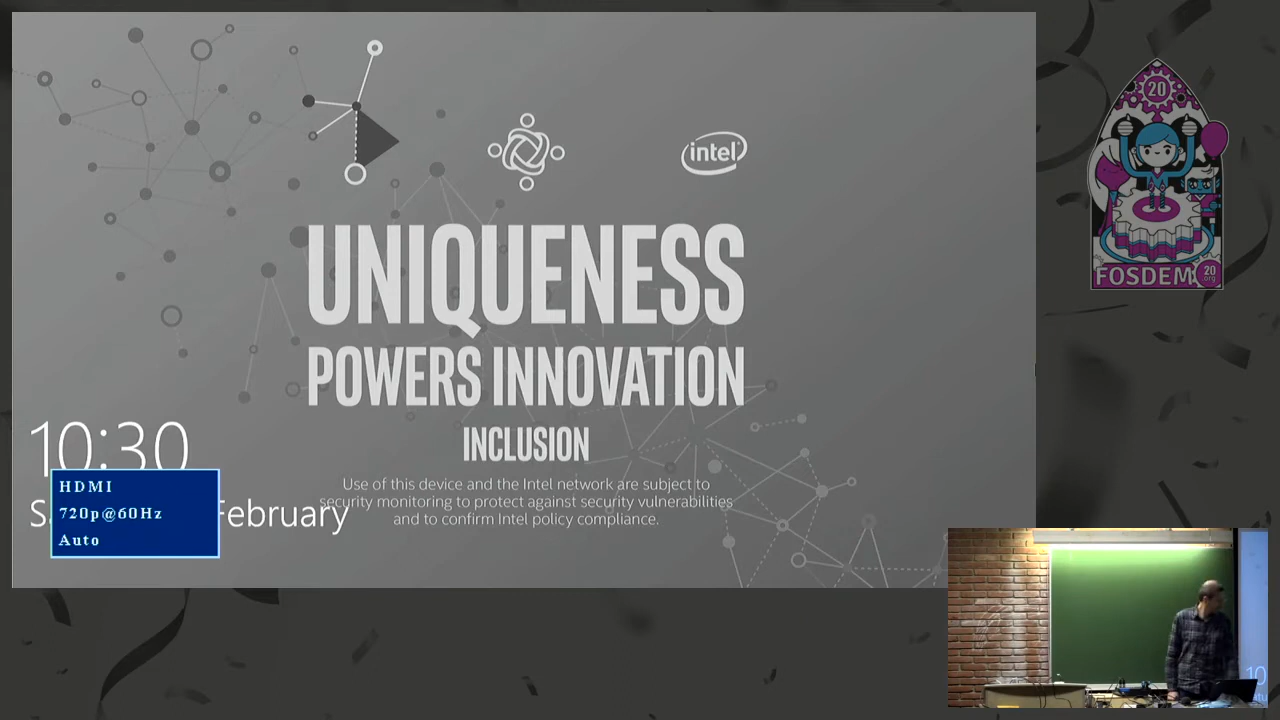 intel
UNIQUENESS
POWERS INNOVATION
INCLUSION
Use of this device and the Intel network are subject to
security monitoring to protect against security vulnerabilities
and to confirm Intel policy compliance.
10:30
February
HDMI
720p@60Hz
Auto
20
FOSDEM
20
org
10